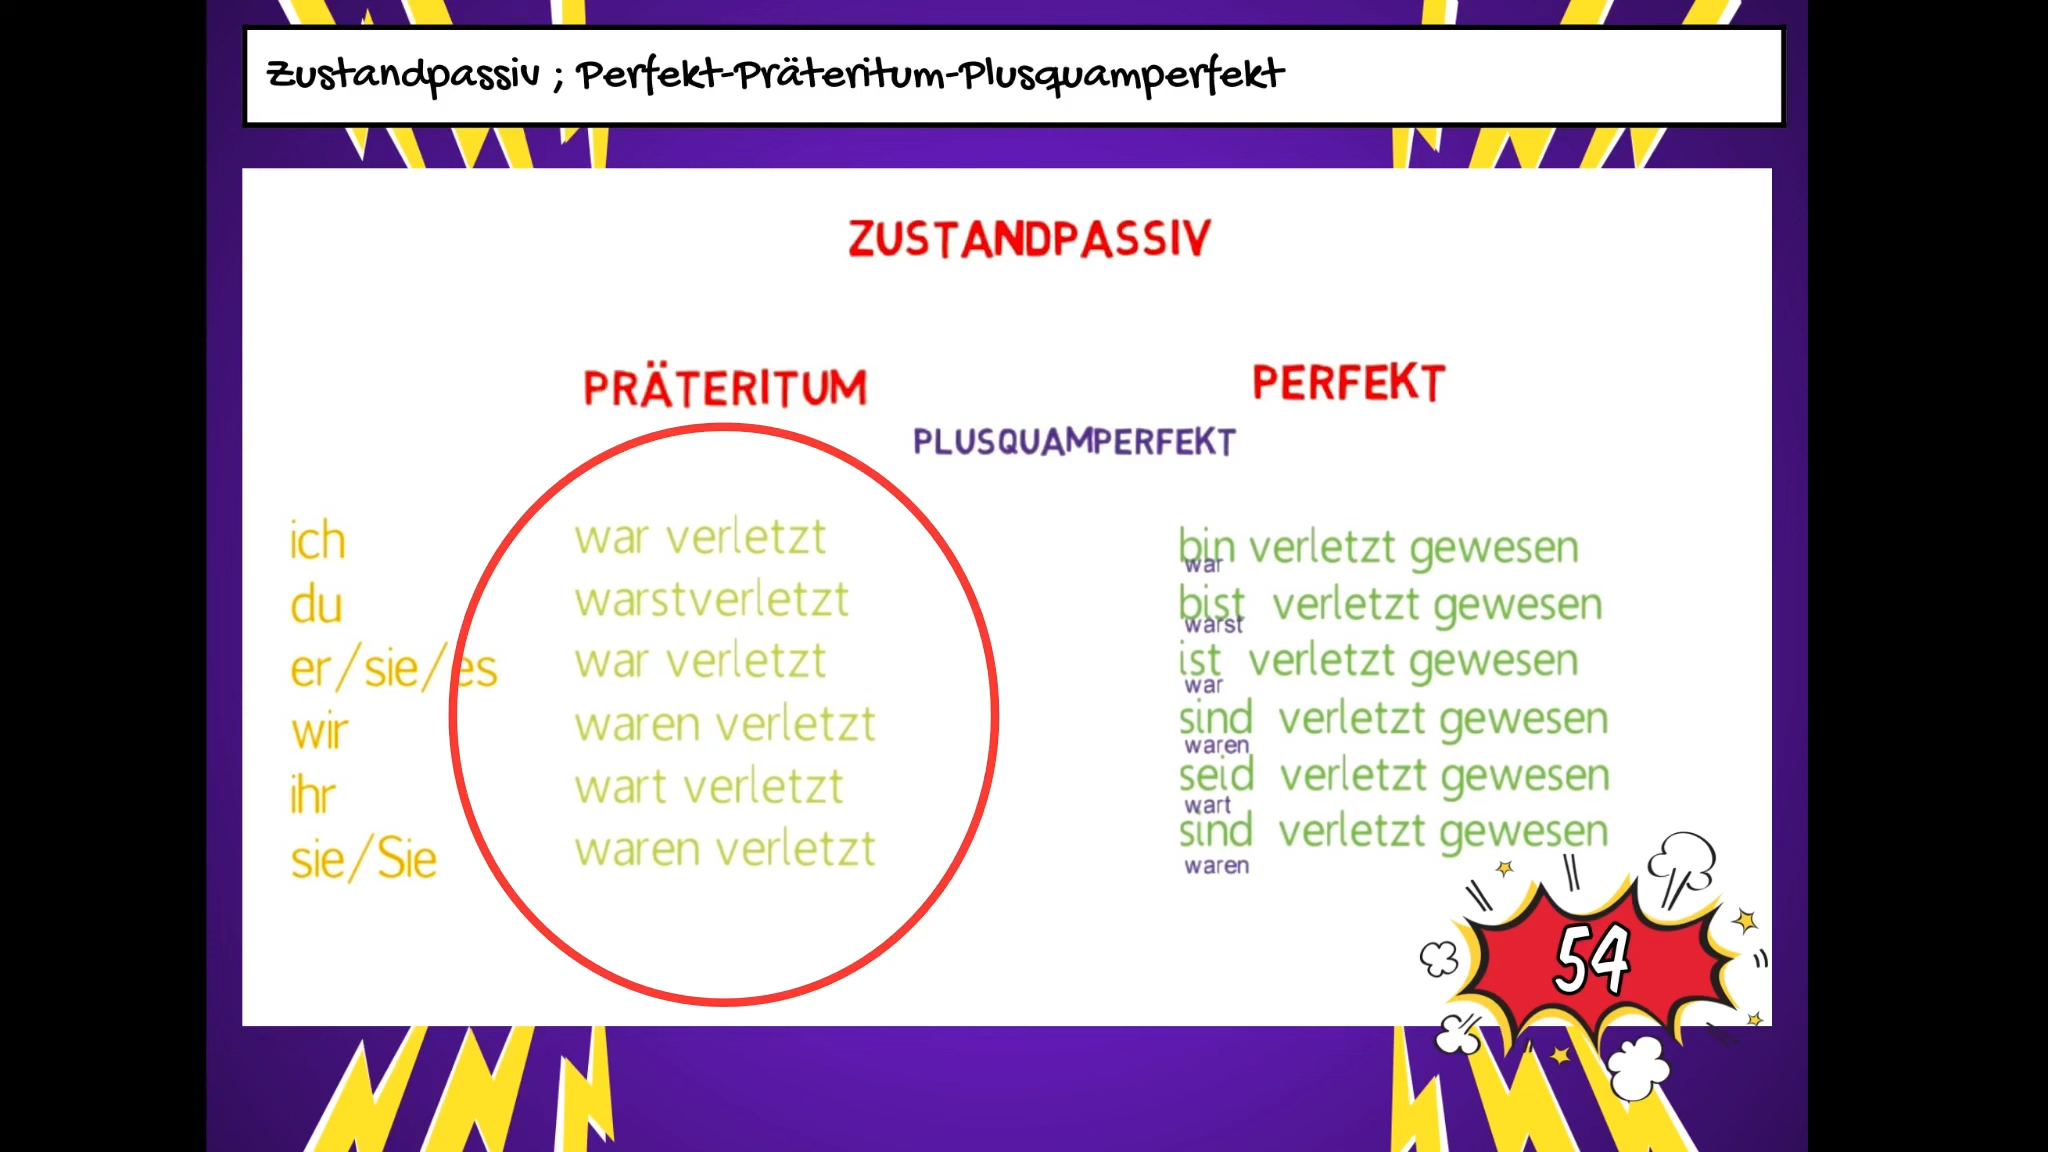 Zustandpassiv ; Perfekt-Präteritum-Plusquamperfekt
ZUSTANDPASSIV
PRÄTERITUM
PERFEKT
PLUSQUAMPERFEKT
ich
du
er/sie/es
wir
ihr
sie/Sie
war verletzt
warstverletzt
war verletzt
waren verletzt
wart verletzt
waren verletzt
bin verletzt gewesen
war
bist verletzt gewesen
warst
ist verletzt gewesen
war
sind verletzt gewesen
waren
seid verletzt gewesen
wart
sind verletzt gewesen
waren
54